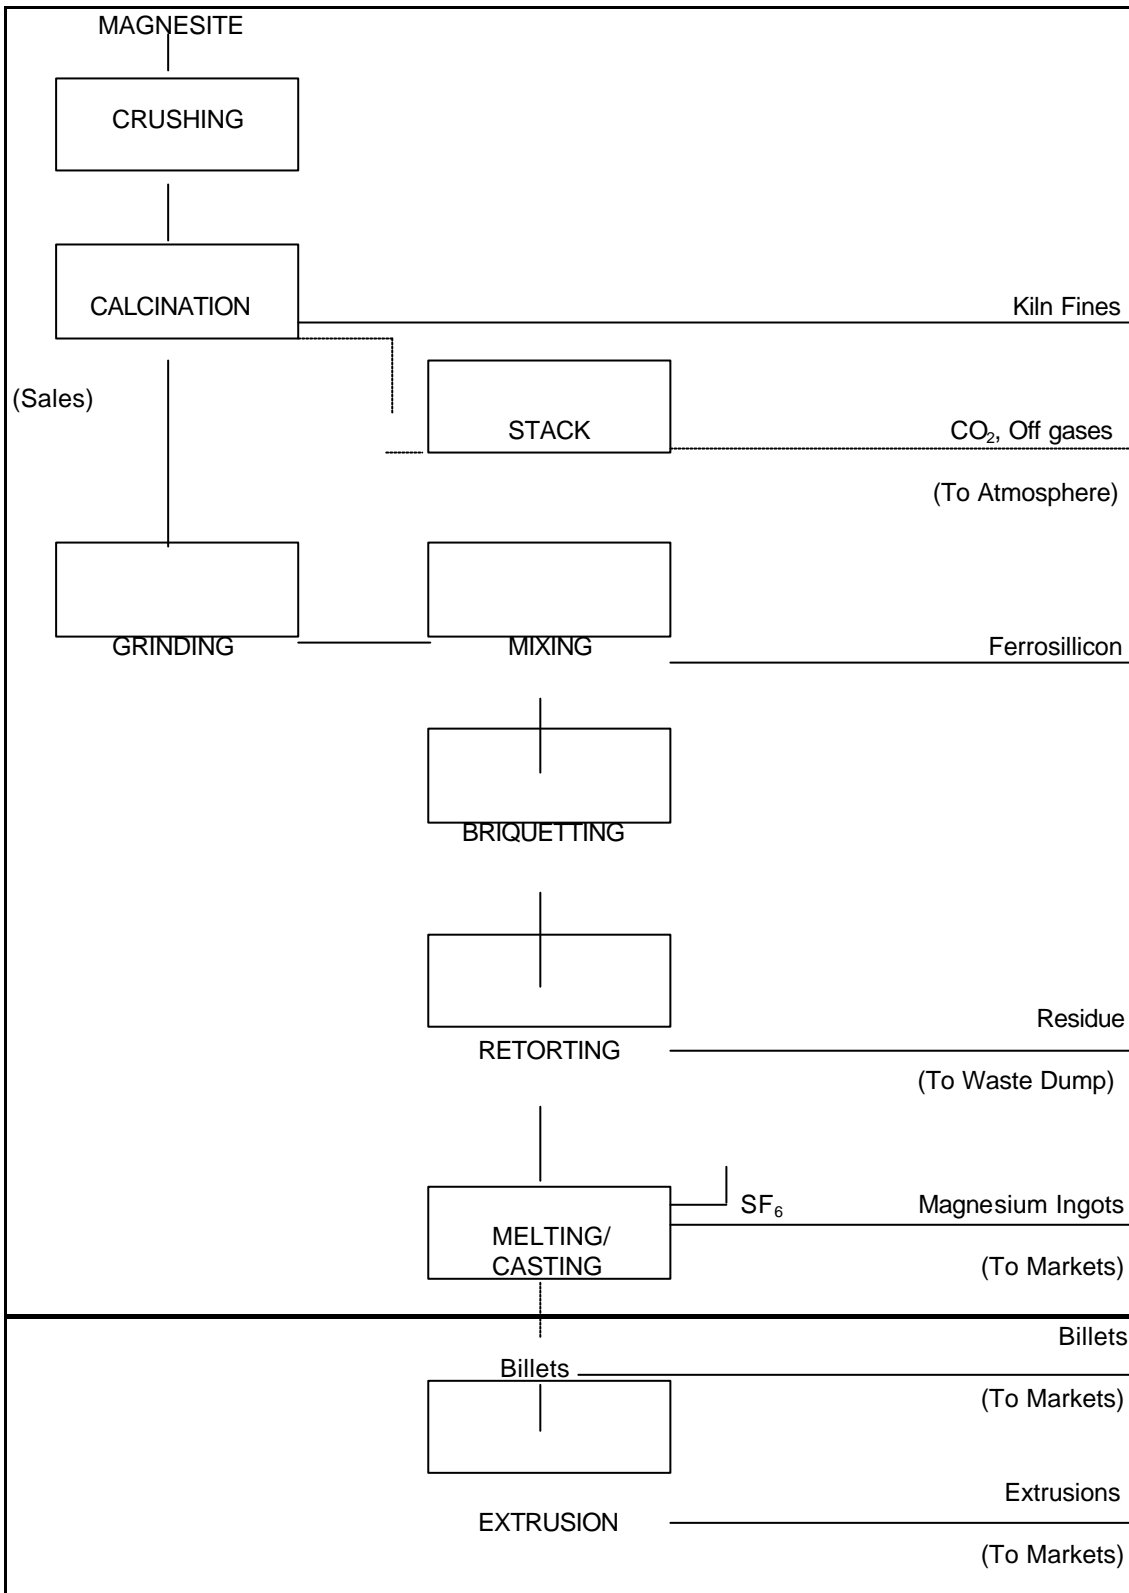 MAGNESITE
CRUSHING
CALCINATION
Kiln Fines
(Sales)
STACK
CO₂, Off gases
(To Atmosphere)
GRINDING
MIXING
Ferrosillicon
BRIQUETTING
Residue
RETORTING
(To Waste Dump)
SF₆
Magnesium Ingots
MELTING/
CASTING
(To Markets)
Billets
Billets
(To Markets)
Extrusions
EXTRUSION
(To Markets)